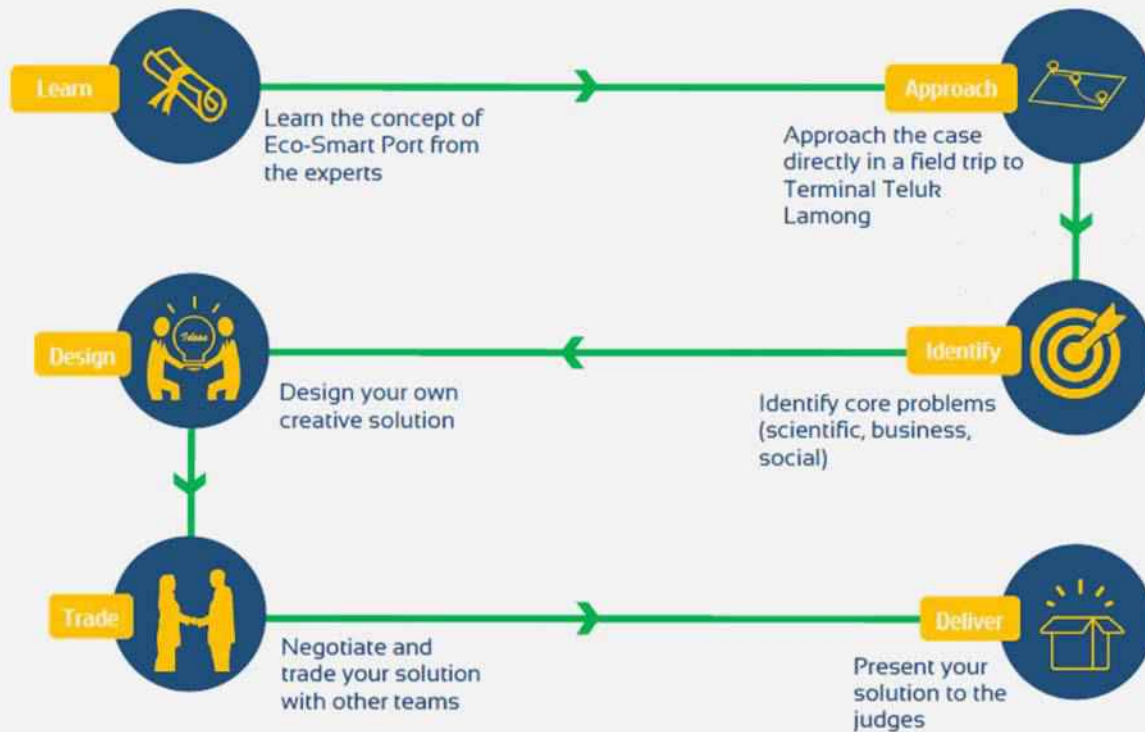 Learn
Learn the concept of
Eco-Smart Port from
the experts
Approach
Approach the case
directly in a field trip to
Terminal Teluk
Lamong
Identify
Identify core problems
(scientific, business,
social)
Design
Ideas
Design your own
creative solution
Trade
Negotiate and
trade your solution
with other teams
Deliver
Present your
solution to the
judges